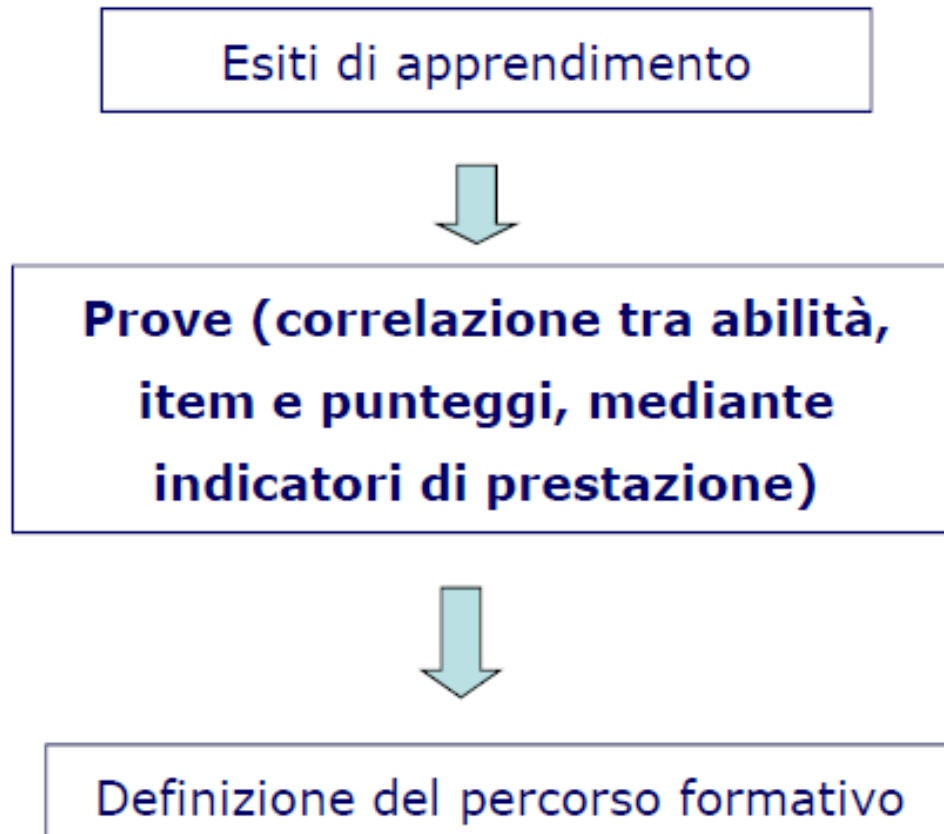 Esiti di apprendimento
Prove (correlazione tra abilità,
item e punteggi, mediante
indicatori di prestazione)
Definizione del percorso formativo